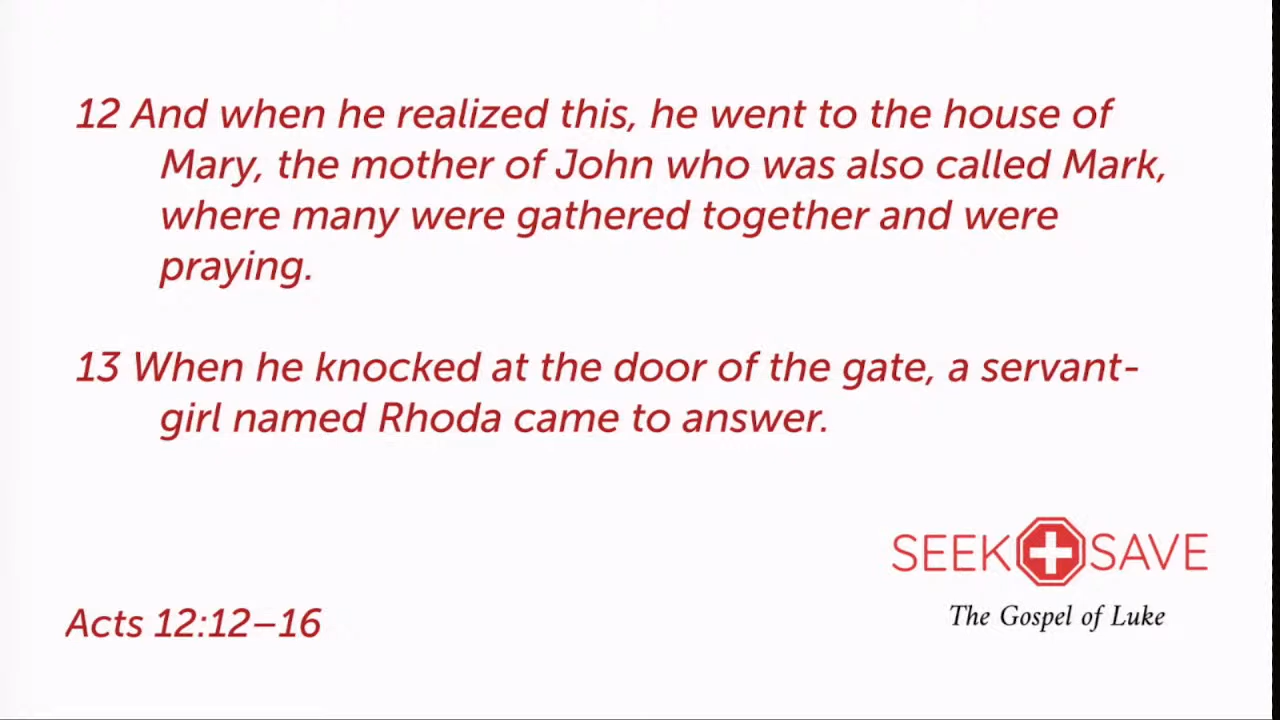 12 And when he realized this, he went to the house of
Mary, the mother of John who was also called Mark,
where many were gathered together and were
praying.
13 When he knocked at the door of the gate, a servant-
girl named Rhoda came to answer.
SEEK SAVE
The Gospel of Luke
Acts 12:12–16